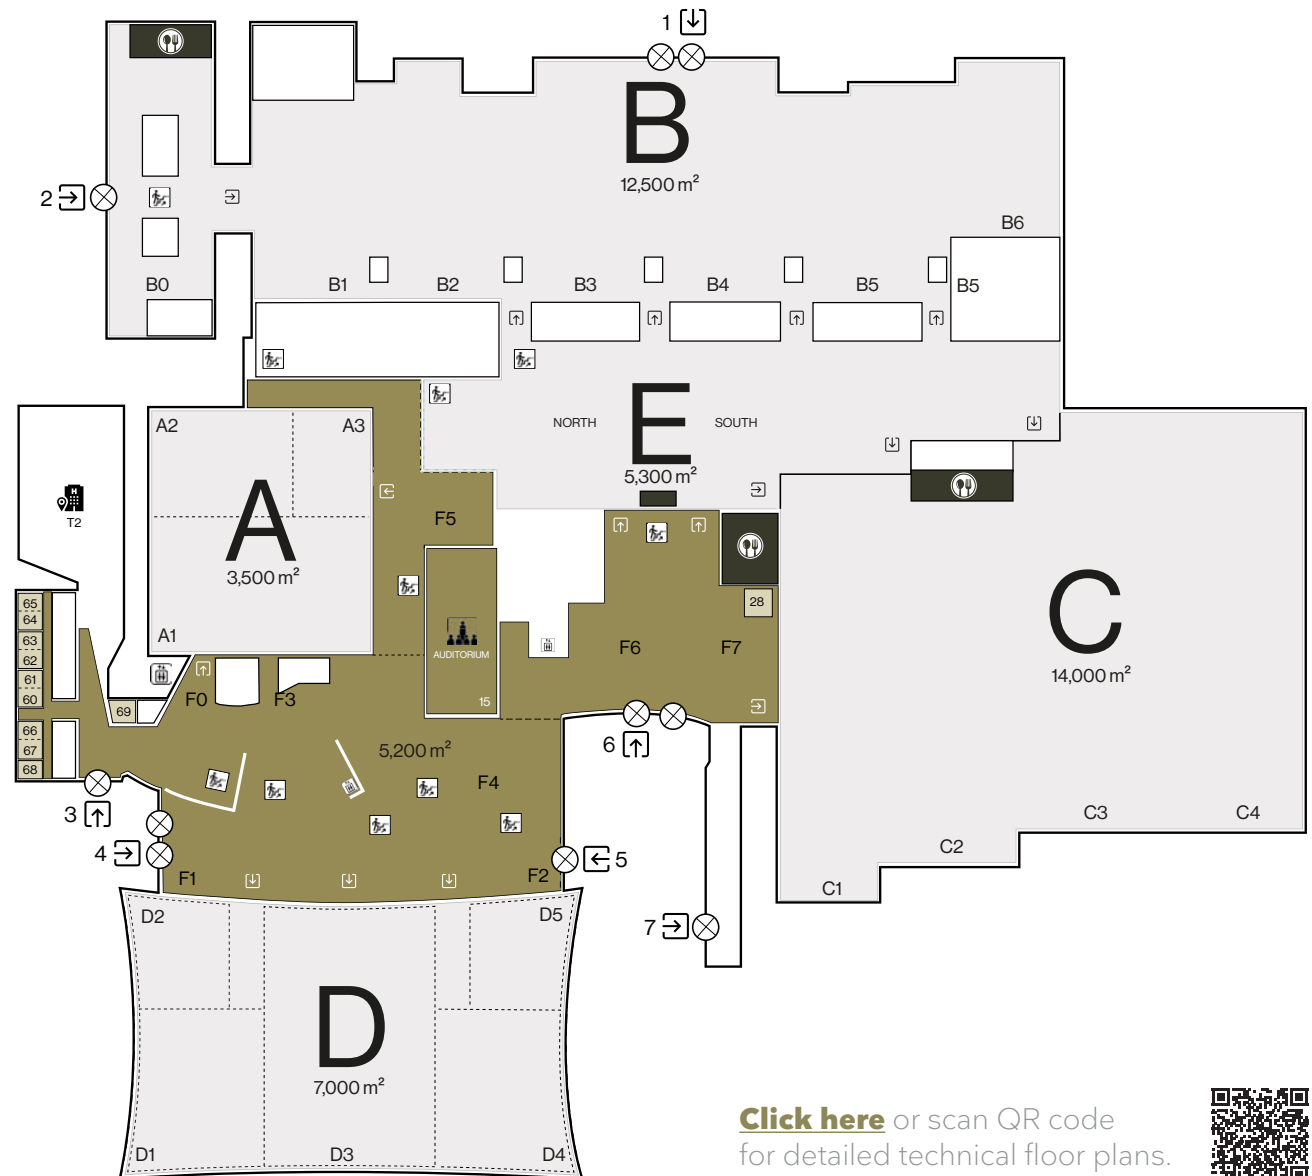 1
B
12,500 m²
2
B6
B0
B1
B2
B3
B4
B5
B5
E
NORTH
SOUTH
5,300 m²
A2
A3
T2
A
3,500 m²
F5
C
14,000 m²
28
65
64
63
62
61
60
A1
AUDITORIUM
F6
F7
F0
F3
15
69
66
67
68
5,200 m²
6
F4
3
4
5
C3
C4
C2
C1
F1
F2
D2
D5
7
D
7,000 m²
D1
D3
D4
Click here or scan QR code
for detailed technical floor plans.